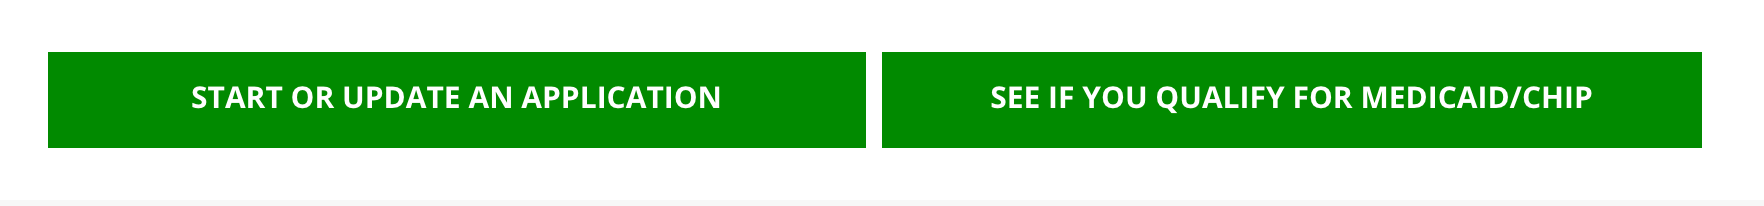 START OR UPDATE AN APPLICATION
SEE IF YOU QUALIFY FOR MEDICAID/CHIP